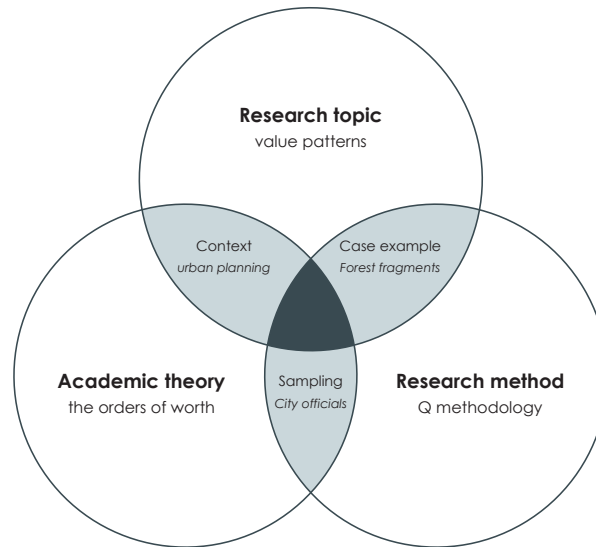 Research topic
value patterns
Context
urban planning
Case example
Forest fragments
Academic theory
the orders of worth
Sampling
City officials
Research method
Q methodology